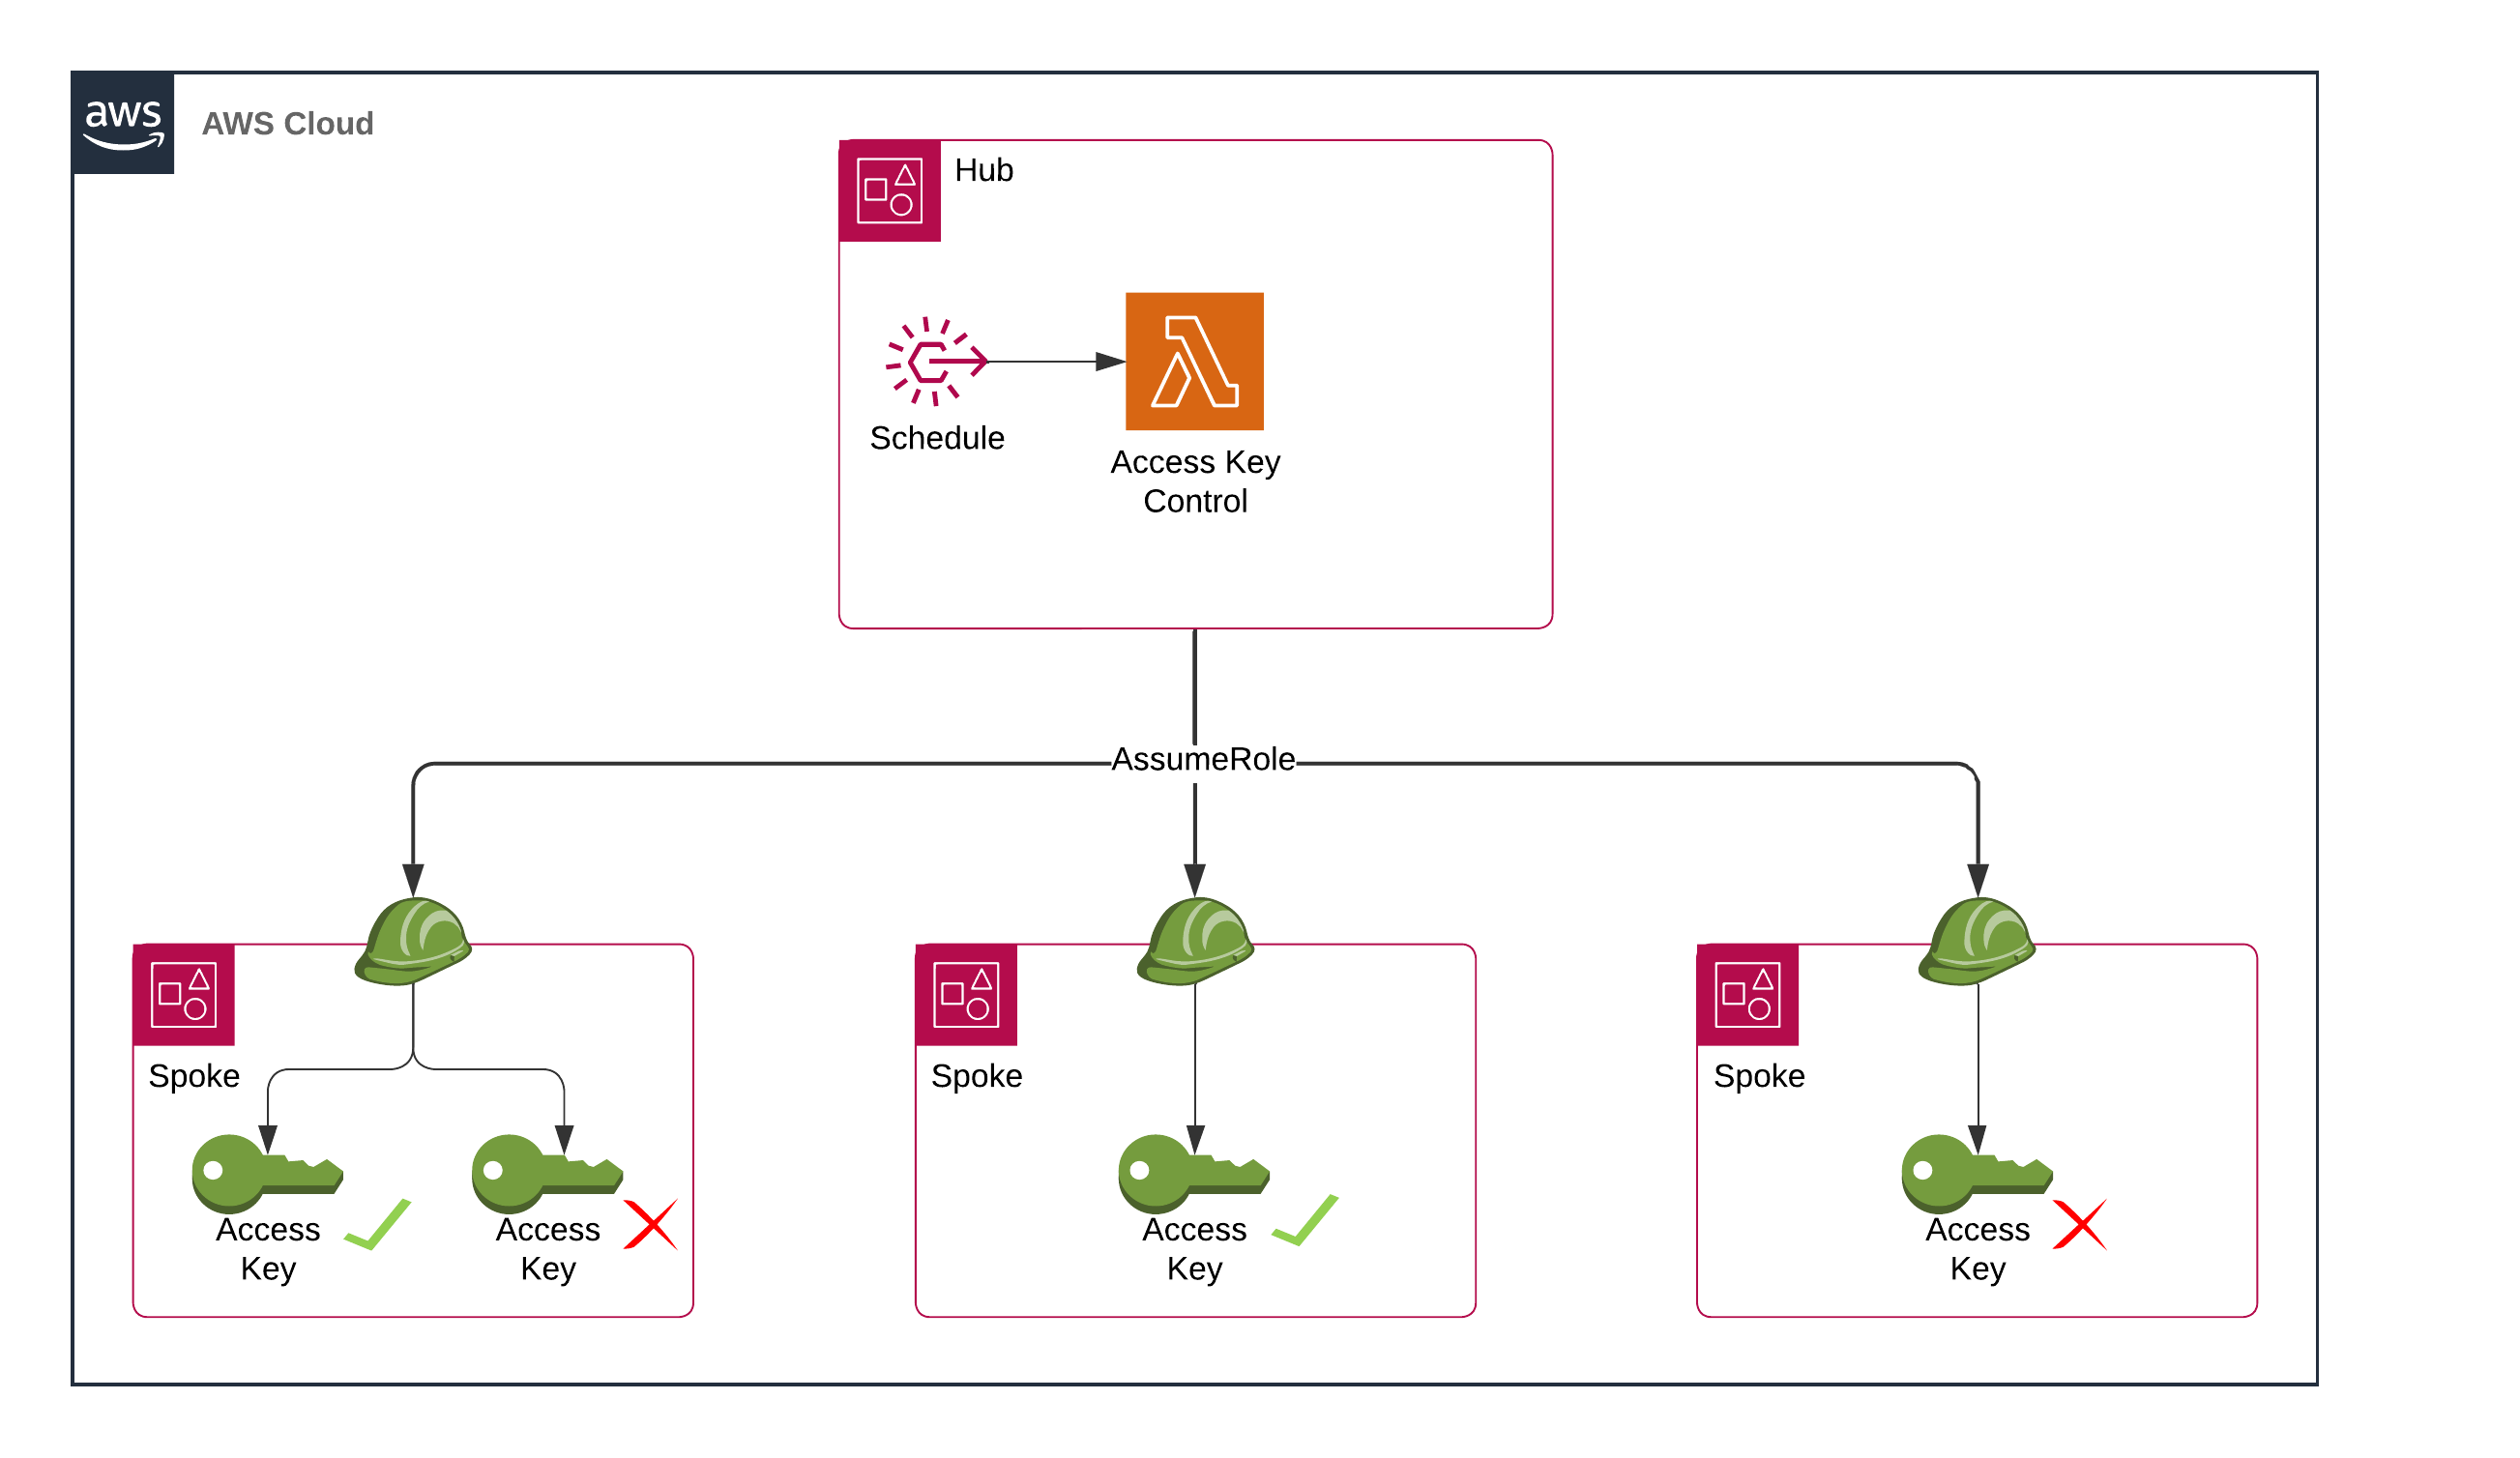 aws
AWS Cloud
Hub
Schedule
Access Key
Control
AssumeRole
Spoke
Access
Key
Access
Key
Spoke
Access
Key
Spoke
Access
Key